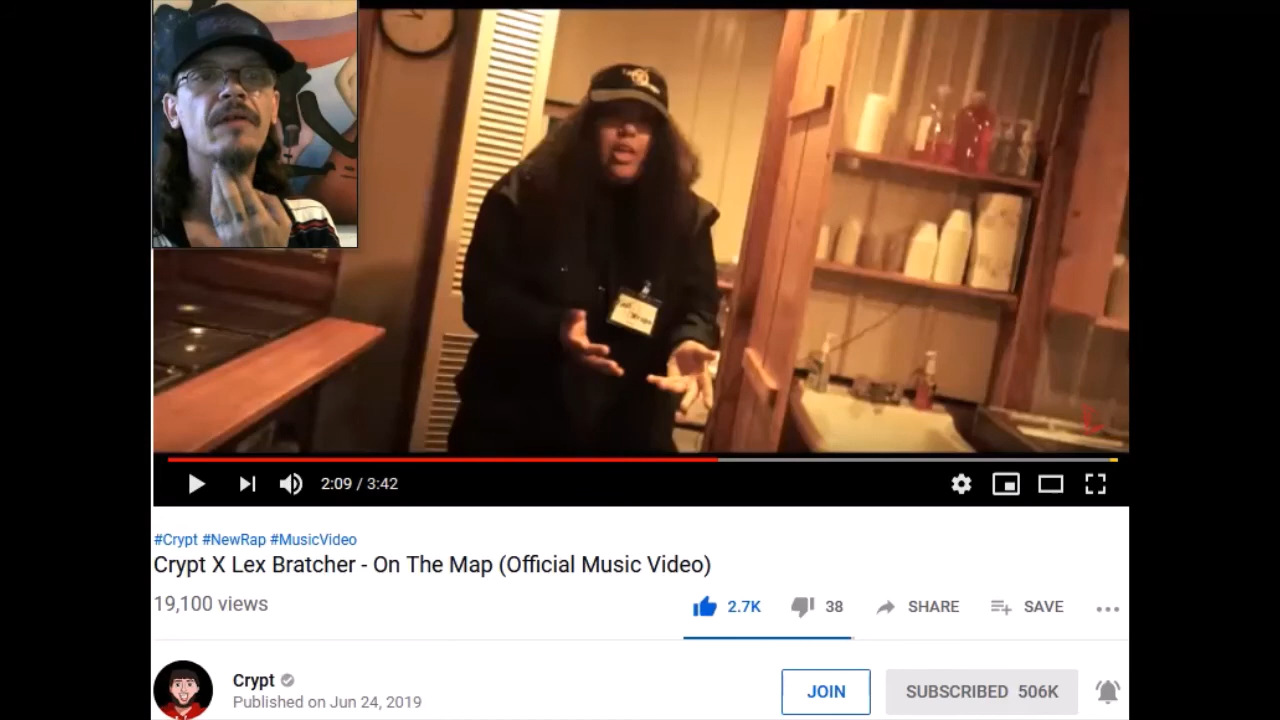 2:09 / 3:42
#Crypt #NewRap #MusicVideo
Crypt X Lex Bratcher - On The Map (Official Music Video)
19,100 views
2.7K 38 SHARE SAVE
Crypt
Published on Jun 24, 2019
JOIN SUBSCRIBED 506K